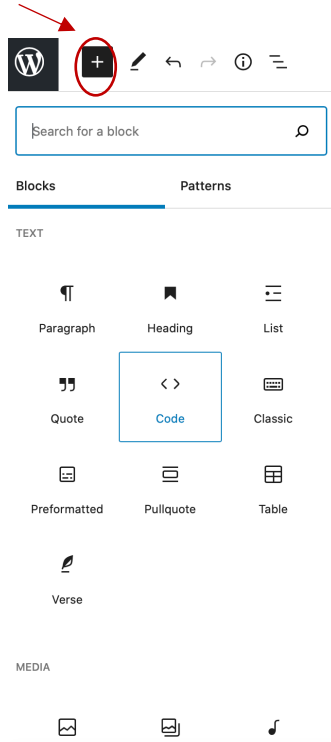 Search for a block
Blocks Patterns
TEXT
Paragraph Heading List
Quote Code Classic
Preformatted Pullquote Table
Verse
MEDIA